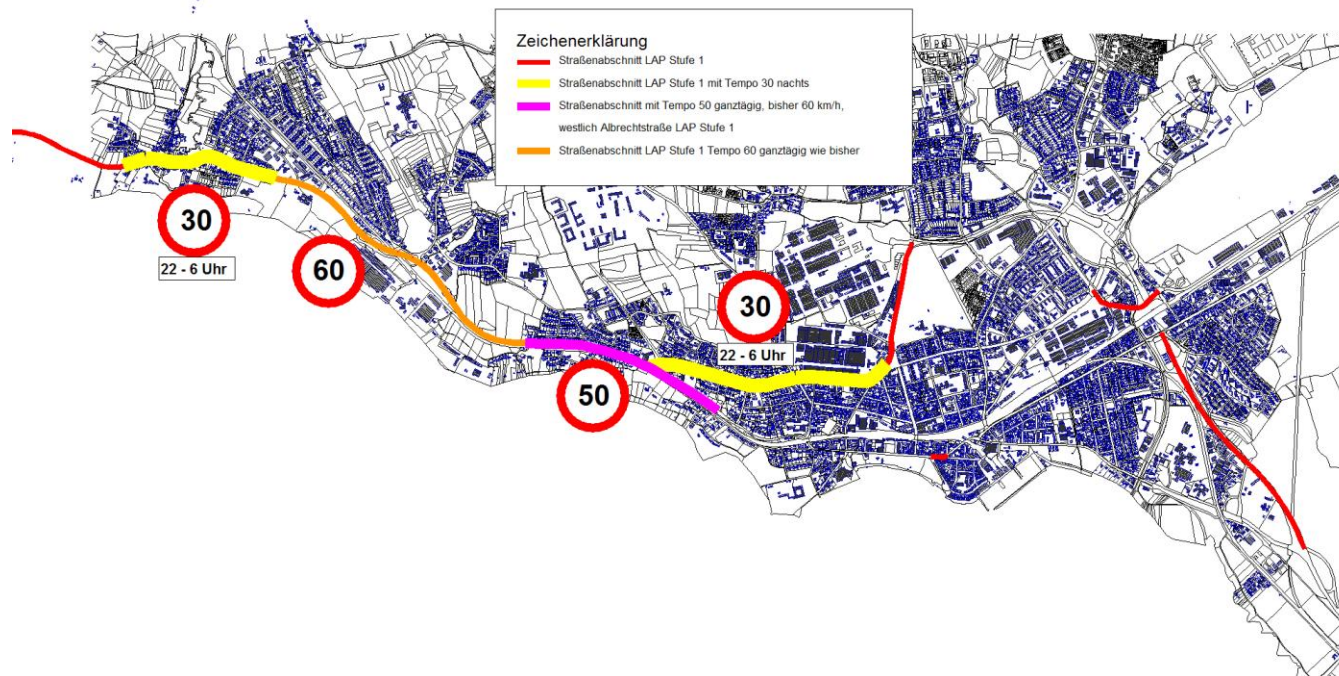 Zeichenerklärung
Straßenabschnitt LAP Stufe 1
Straßenabschnitt LAP Stufe 1 mit Tempo 30 nachts
Straßenabschnitt mit Tempo 50 ganztägig, bisher 60 km/h,
westlich Albrechtstraße LAP Stufe 1
Straßenabschnitt LAP Stufe 1 Tempo 60 ganztägig wie bisher
30
22 - 6 Uhr
60
30
22 - 6 Uhr
50